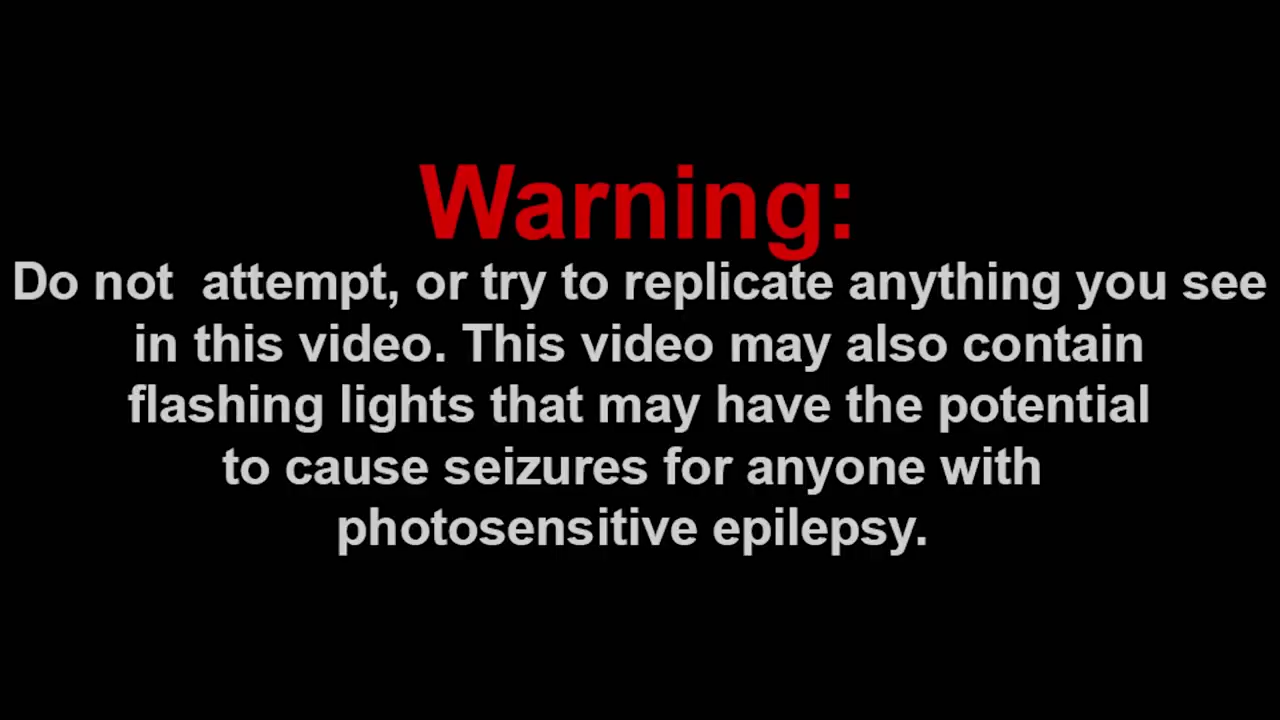 Warning:
Do not  attempt, or try to replicate anything you see
in this video. This video may also contain
flashing lights that may have the potential
to cause seizures for anyone with
photosensitive epilepsy.